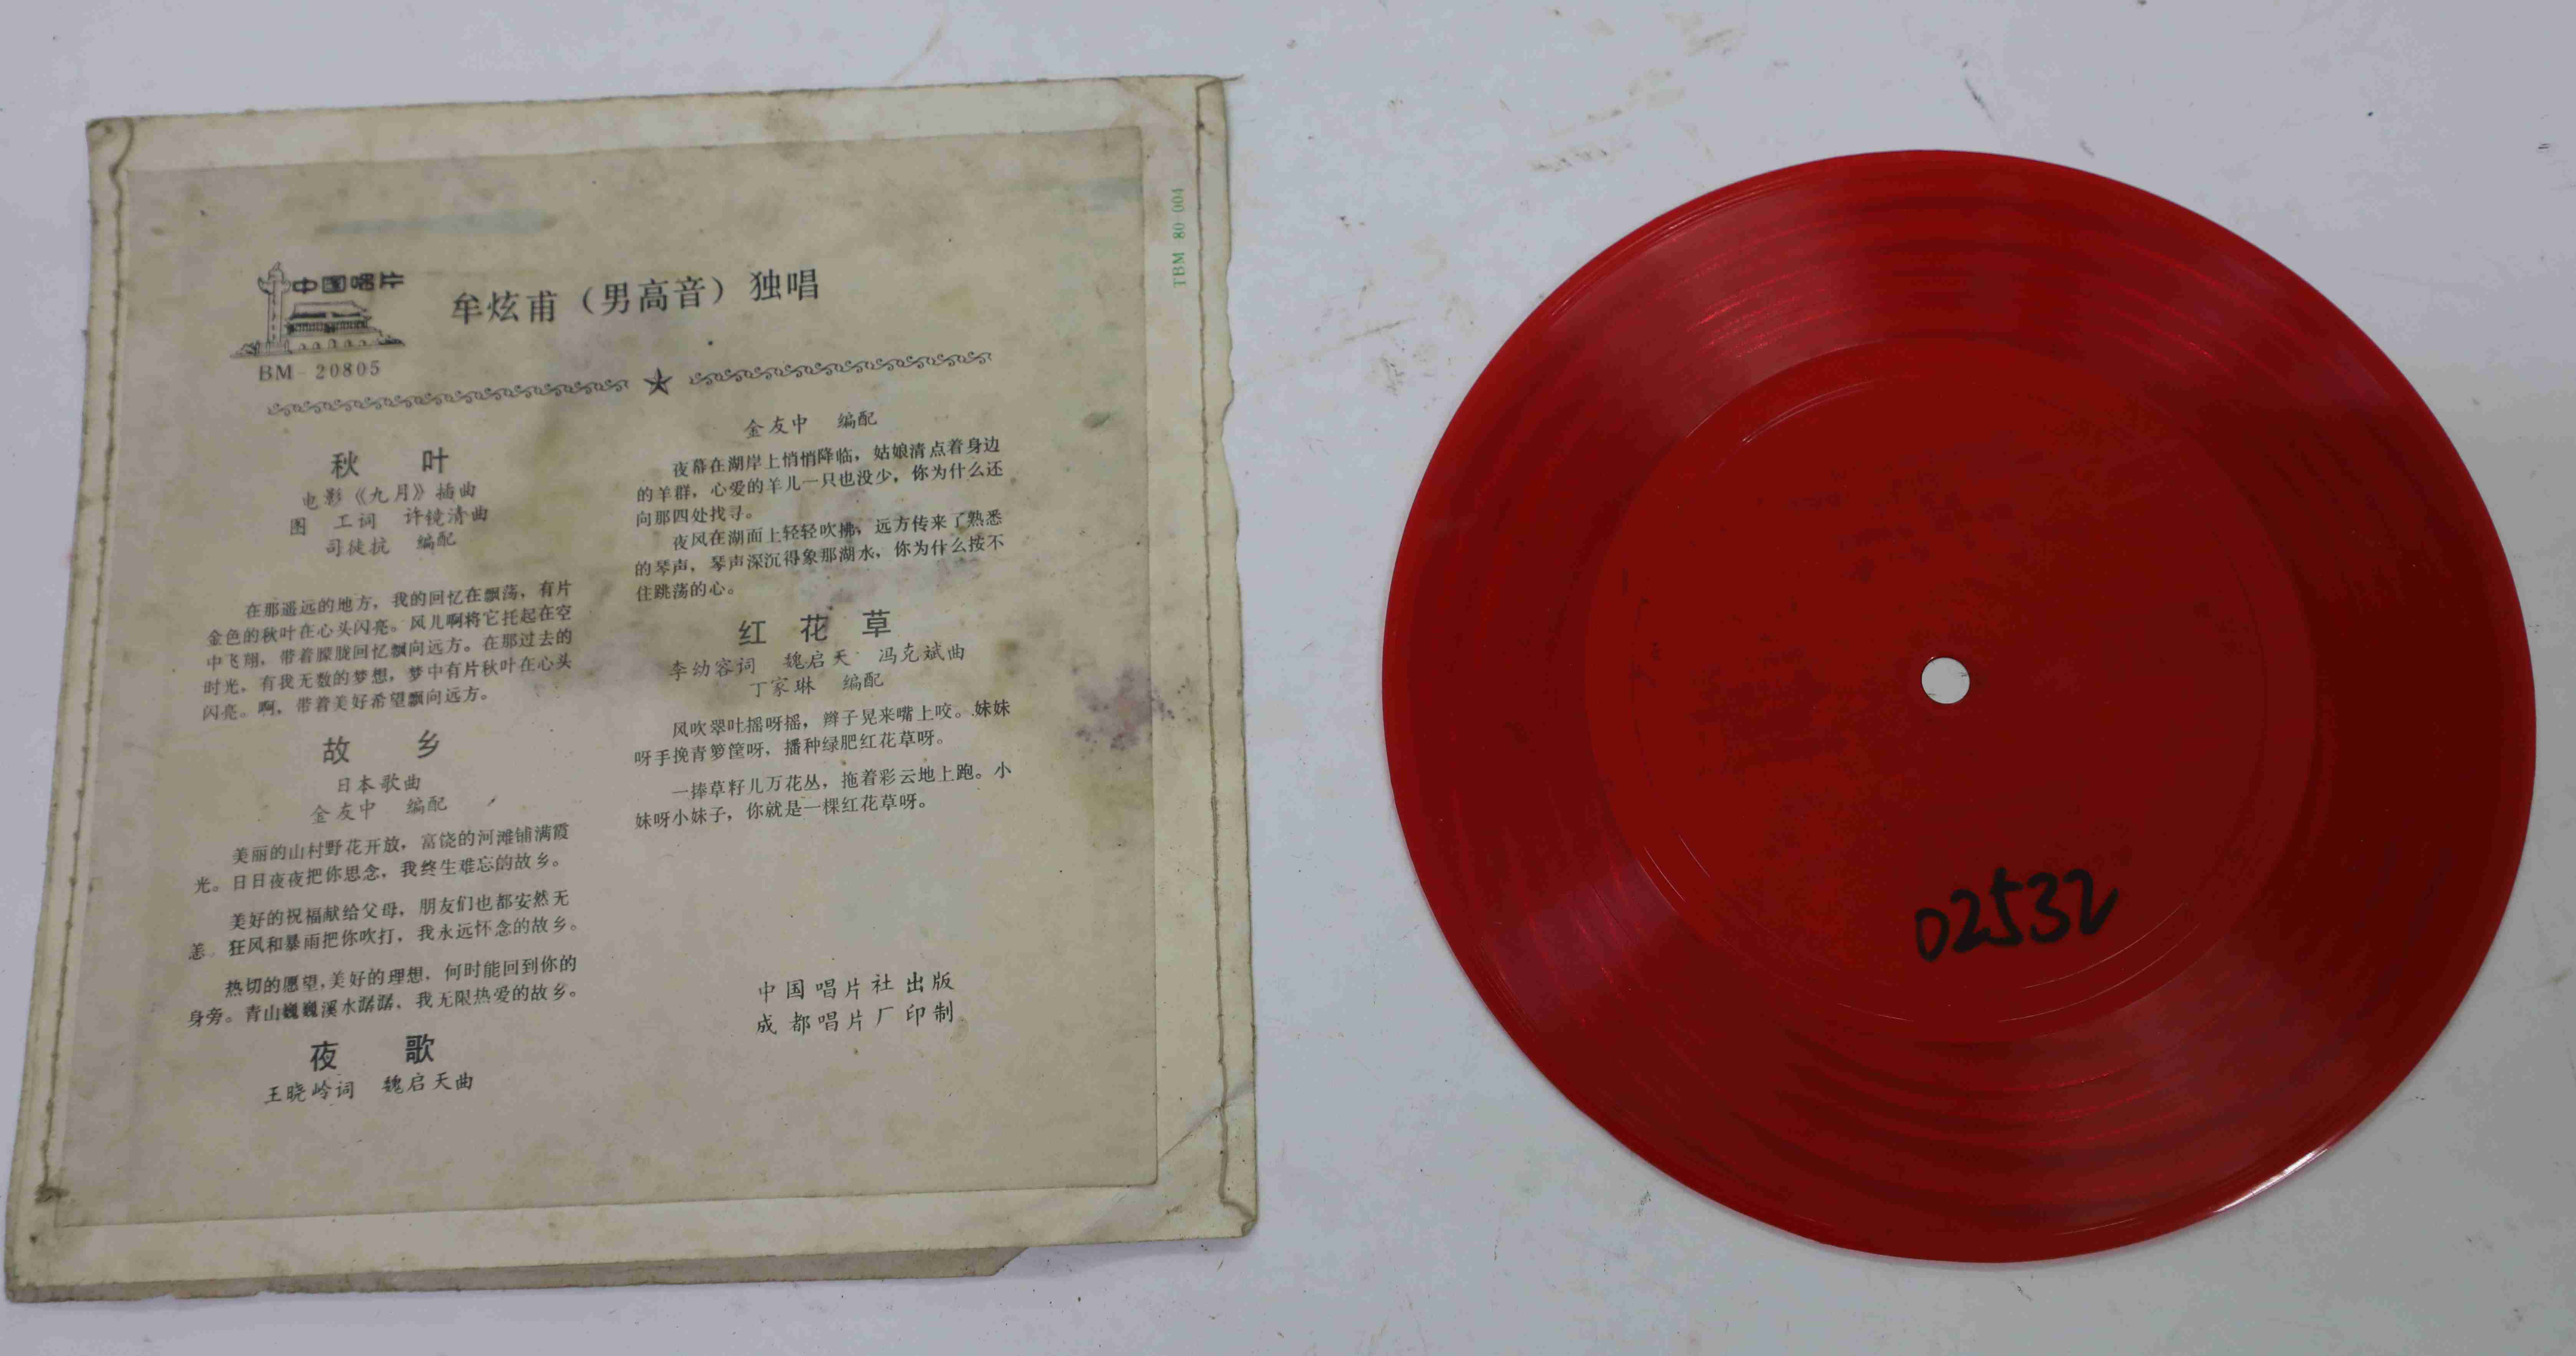 中国唱片
BM-20805
牟炫甫（男高音）独唱
TBM 80 004
秋 叶
电影《九月》插曲
图 工词 许镜清曲
司徒抗 编配
在那遥远的地方，我的回忆在飘荡，有片
金色的秋叶在心头闪亮。风儿啊将它托起在空
中飞翔，带着朦胧回忆飘向远方。在那过去的
时光，有我无数的梦想，梦中有片秋叶在心头
闪亮。啊，带着美好希望飘向远方。
故 乡
日本歌曲
金友中 编配
美丽的山村野花开放，富饶的河滩铺满霞
光。日日夜夜把你思念，我终生难忘的故乡。
美好的祝福献给父母，朋友们也都安然无
恙。狂风和暴雨把你吹打，我永远怀念的故乡。
热切的愿望，美好的理想，何时能回到你的
身旁。青山巍巍溪水潺潺，我无限热爱的故乡。
夜 歌
王晓岭词 魏启天曲
金友中 编配
夜幕在湖岸上悄悄降临，姑娘清点着身边
的羊群，心爱的羊儿一只也没少，你为什么还
向那四处找寻。
夜风在湖面上轻轻吹拂，远方传来了熟悉
的琴声，琴声深沉得象那湖水，你为什么按不
住跳荡的心。
红 花 草
李幼容词 魏启天 冯克斌曲
丁家琳 编配
风吹翠叶摇呀摇，辫子晃来嘴上咬。妹妹
呀手挽青箩筐呀，播种绿肥红花草呀。
一捧草籽儿万花丛，拖着彩云地上跑。小
妹呀小妹子，你就是一棵红花草呀。
中国唱片社出版
成都唱片厂印制
02532